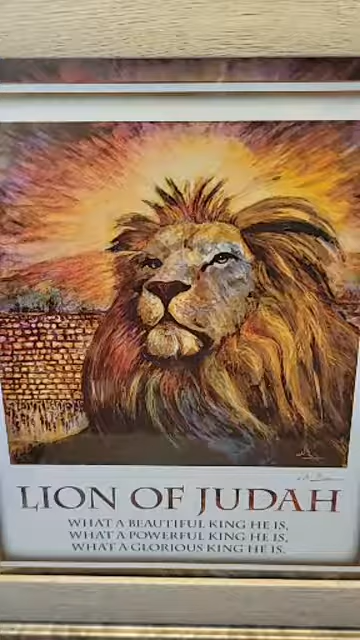 LION OF JUDAH
WHAT A BEAUTIFUL KING HE IS,
WHAT A POWERFUL KING HE IS,
WHAT A GLORIOUS KING HE IS.